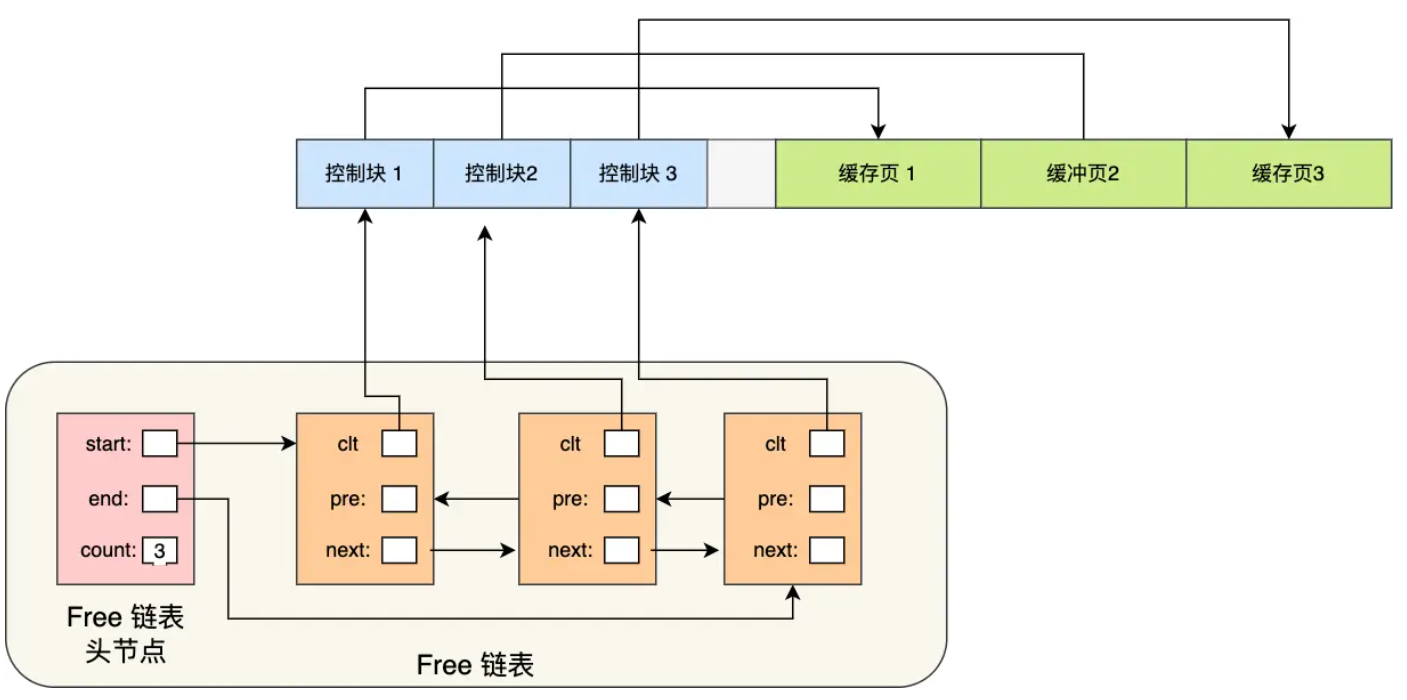 控制块 1
控制块2
控制块 3
缓存页 1
缓冲页2
缓存页3
start:
end:
count: 3
clt
pre:
next:
clt
pre:
next:
clt
pre:
next:
Free 链表
头节点
Free 链表